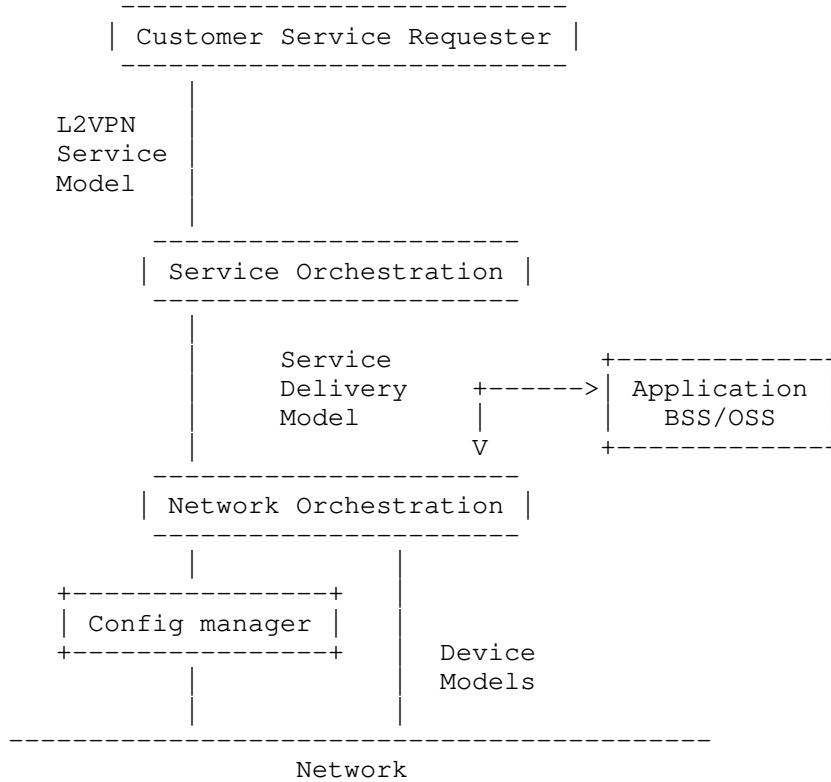 Customer Service Requester
L2VPN
Service
Model
Service Orchestration
Service
Delivery
Model
Application
BSS/OSS
V
Network Orchestration
Config manager
Device
Models
Network